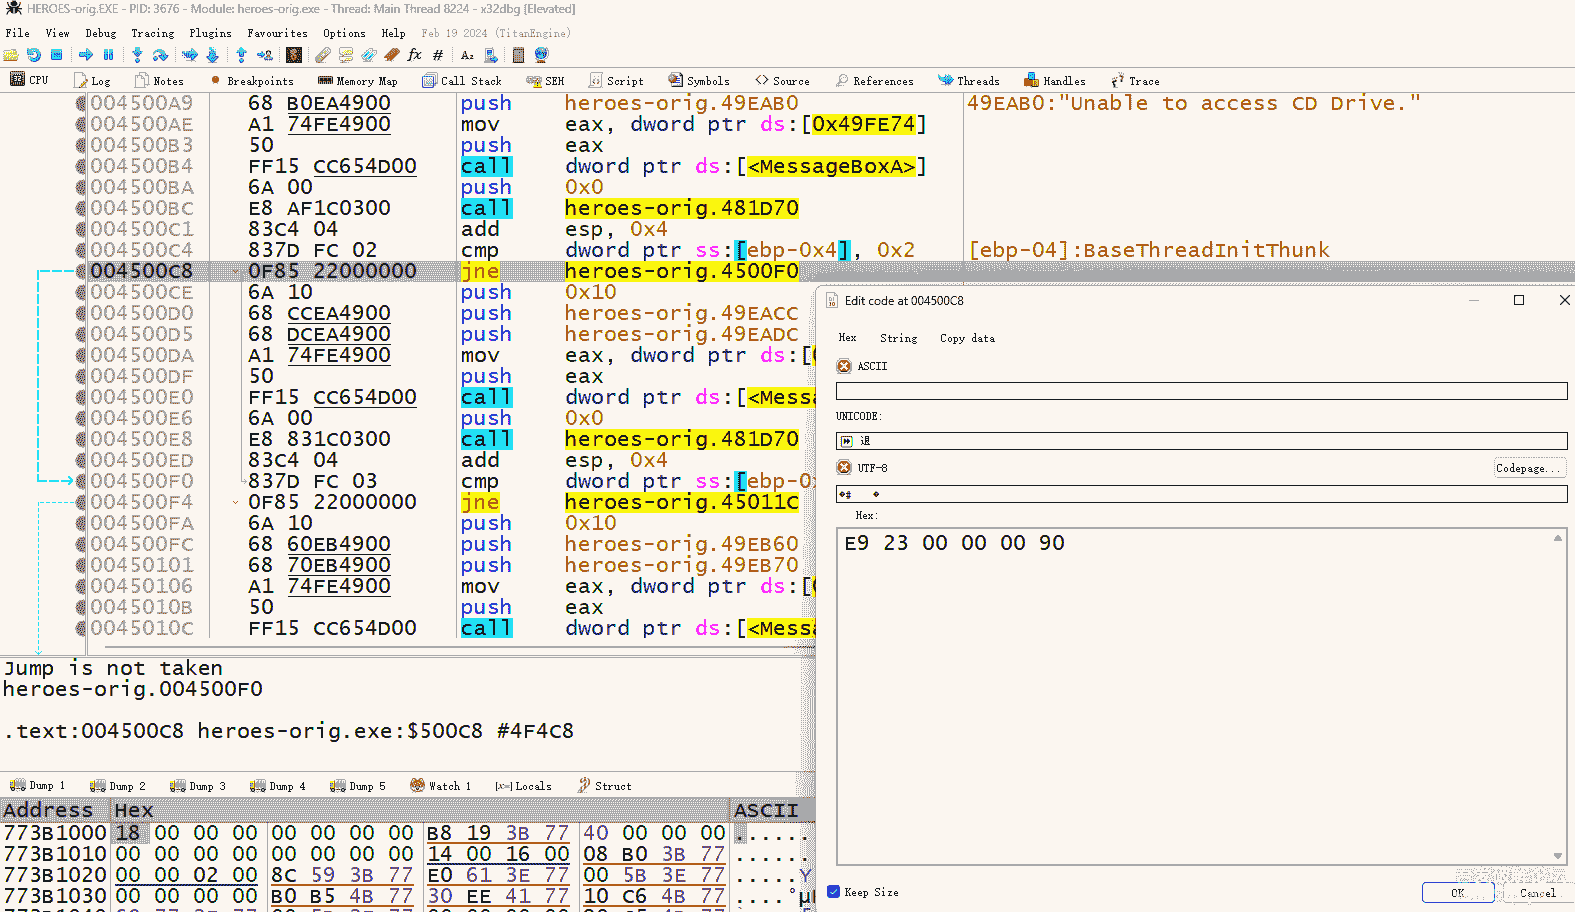 HEROES-orig.EXE - PID: 3676 - Module: heroes-orig.exe - Thread: Main Thread 8224 - x32dbg [Elevated]
File View Debug Tracing Plugins Favourites Options Help Feb 19 2024 (TitanEngine)
CPU Log Notes Breakpoints Memory Map Call Stack SEH Script Symbols Source References Threads Handles Trace
004500A9 68 B0EA4900 push heroes-orig.49EAB0 49EAB0:"Unable to access CD Drive."
004500AE A1 74FE4900 mov eax, dword ptr ds:[0x49FE74]
004500B3 50 push eax
004500B4 FF15 CC654D00 call dword ptr ds:[<MessageBoxA>]
004500BA 6A 00 push 0x0
004500BC E8 AF1C0300 call heroes-orig.481D70
004500C1 83C4 04 add esp, 0x4
004500C4 837D FC 02 cmp dword ptr ss:[ebp-0x4], 0x2 [ebp-04]:BaseThreadInitThunk
004500C8 0F85 22000000 jne heroes-orig.4500F0
004500CE 6A 10 push 0x10
004500D0 68 CCEA4900 push heroes-orig.49EACC
004500D5 68 DCEA4900 push heroes-orig.49EADC
004500DA A1 74FE4900 mov eax, dword ptr ds:[
004500DF 50 push eax
004500E0 FF15 CC654D00 call dword ptr ds:[<Mess
004500E6 6A 00 push 0x0
004500E8 E8 831C0300 call heroes-orig.481D70
004500ED 83C4 04 add esp, 0x4
004500F0 837D FC 03 cmp dword ptr ss:[ebp-0
004500F4 0F85 22000000 jne heroes-orig.45011C
004500FA 6A 10 push 0x10
004500FC 68 60EB4900 push heroes-orig.49EB60
00450101 68 70EB4900 push heroes-orig.49EB70
00450106 A1 74FE4900 mov eax, dword ptr ds:[
0045010B 50 push eax
0045010C FF15 CC654D00 call dword ptr ds:[<Mess
Jump is not taken
heroes-orig.004500F0
.text:004500C8 heroes-orig.exe:$500C8 #4F4C8
Dump 1 Dump 2 Dump 3 Dump 4 Dump 5 Watch 1 Locals Struct
Address Hex ASCII
773B1000 18 00 00 00 00 00 00 00 B8 19 3B 77 40 00 00 00 ......
773B1010 00 00 00 00 00 00 00 00 14 00 16 00 08 B0 3B 77 ......
773B1020 00 00 02 00 8C 59 3B 77 E0 61 3E 77 00 5B 3E 77 .....Y
773B1030 00 00 00 00 B0 B5 4B 77 30 EE 41 77 10 C6 4B 77 ....°µ
Edit code at 004500C8
Hex String Copy data
ASCII
UNICODE:
UTF-8
Codepage...
Hex:
E9 23 00 00 00 90
Keep Size
OK Cancel